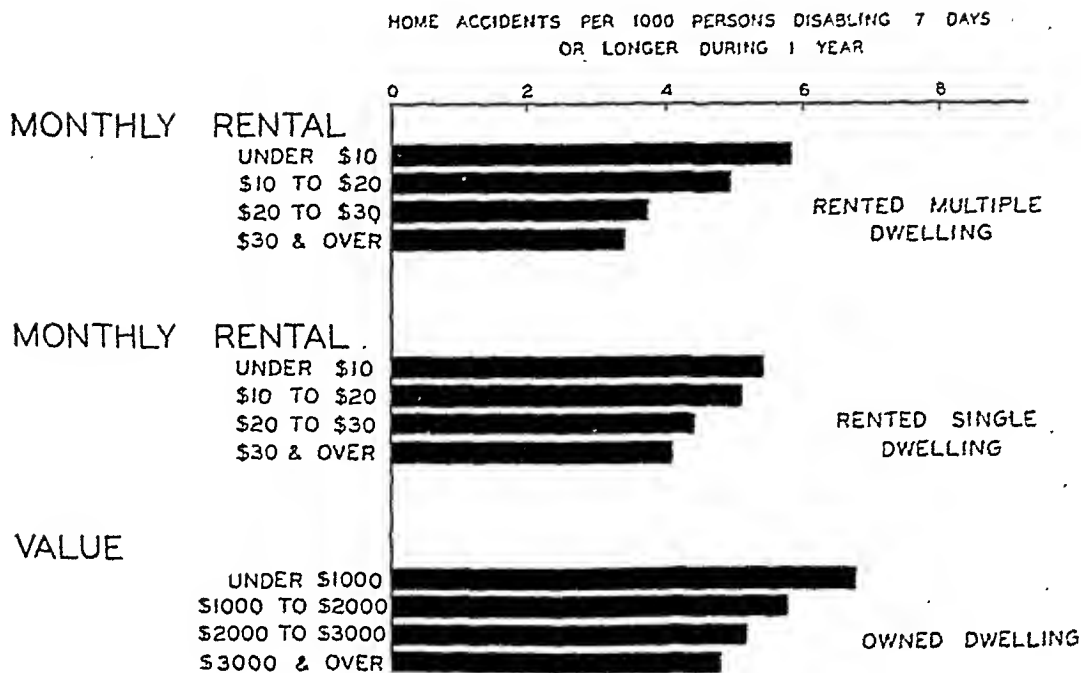 HOME ACCIDENTS PER 1000 PERSONS DISABLING 7 DAYS
OR LONGER DURING 1 YEAR
0 2 4 6 8
MONTHLY RENTAL
UNDER $10
$10 TO $20
$20 TO $30
$30 & OVER
RENTED MULTIPLE
DWELLING
MONTHLY RENTAL
UNDER $10
$10 TO $20
$20 TO $30
$30 & OVER
RENTED SINGLE
DWELLING
VALUE
UNDER $1000
$1000 TO $2000
$2000 TO $3000
$3000 & OVER
OWNED DWELLING